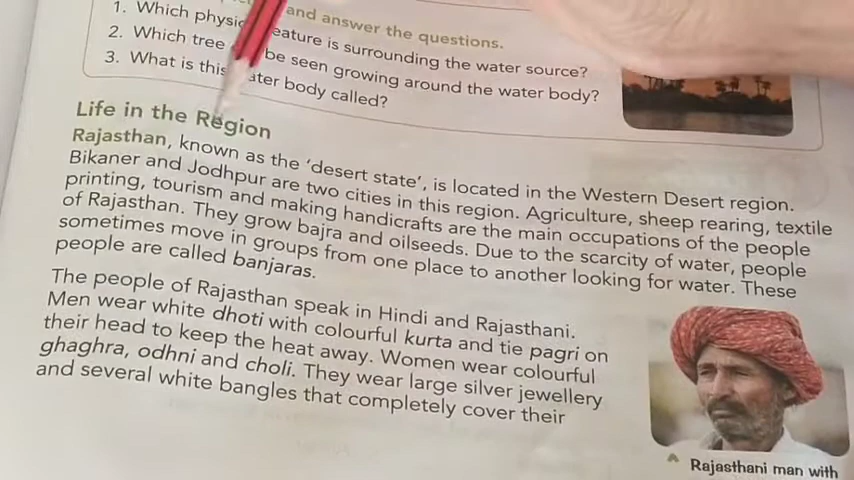 and answer the questions.
1. Which physic eature is surrounding the water source?
2. Which tree be seen growing around the water body?
3. What is this ater body called?
Life in the Region
Rajasthan, known as the ‘desert state’, is located in the Western Desert region.
Bikaner and Jodhpur are two cities in this region. Agriculture, sheep rearing, textile
printing, tourism and making handicrafts are the main occupations of the people
of Rajasthan. They grow bajra and oilseeds. Due to the scarcity of water, people
sometimes move in groups from one place to another looking for water. These
people are called banjaras.
The people of Rajasthan speak in Hindi and Rajasthani.
Men wear white dhoti with colourful kurta and tie pagri on
their head to keep the heat away. Women wear colourful
ghaghra, odhni and choli. They wear large silver jewellery
and several white bangles that completely cover their
Rajasthani man with